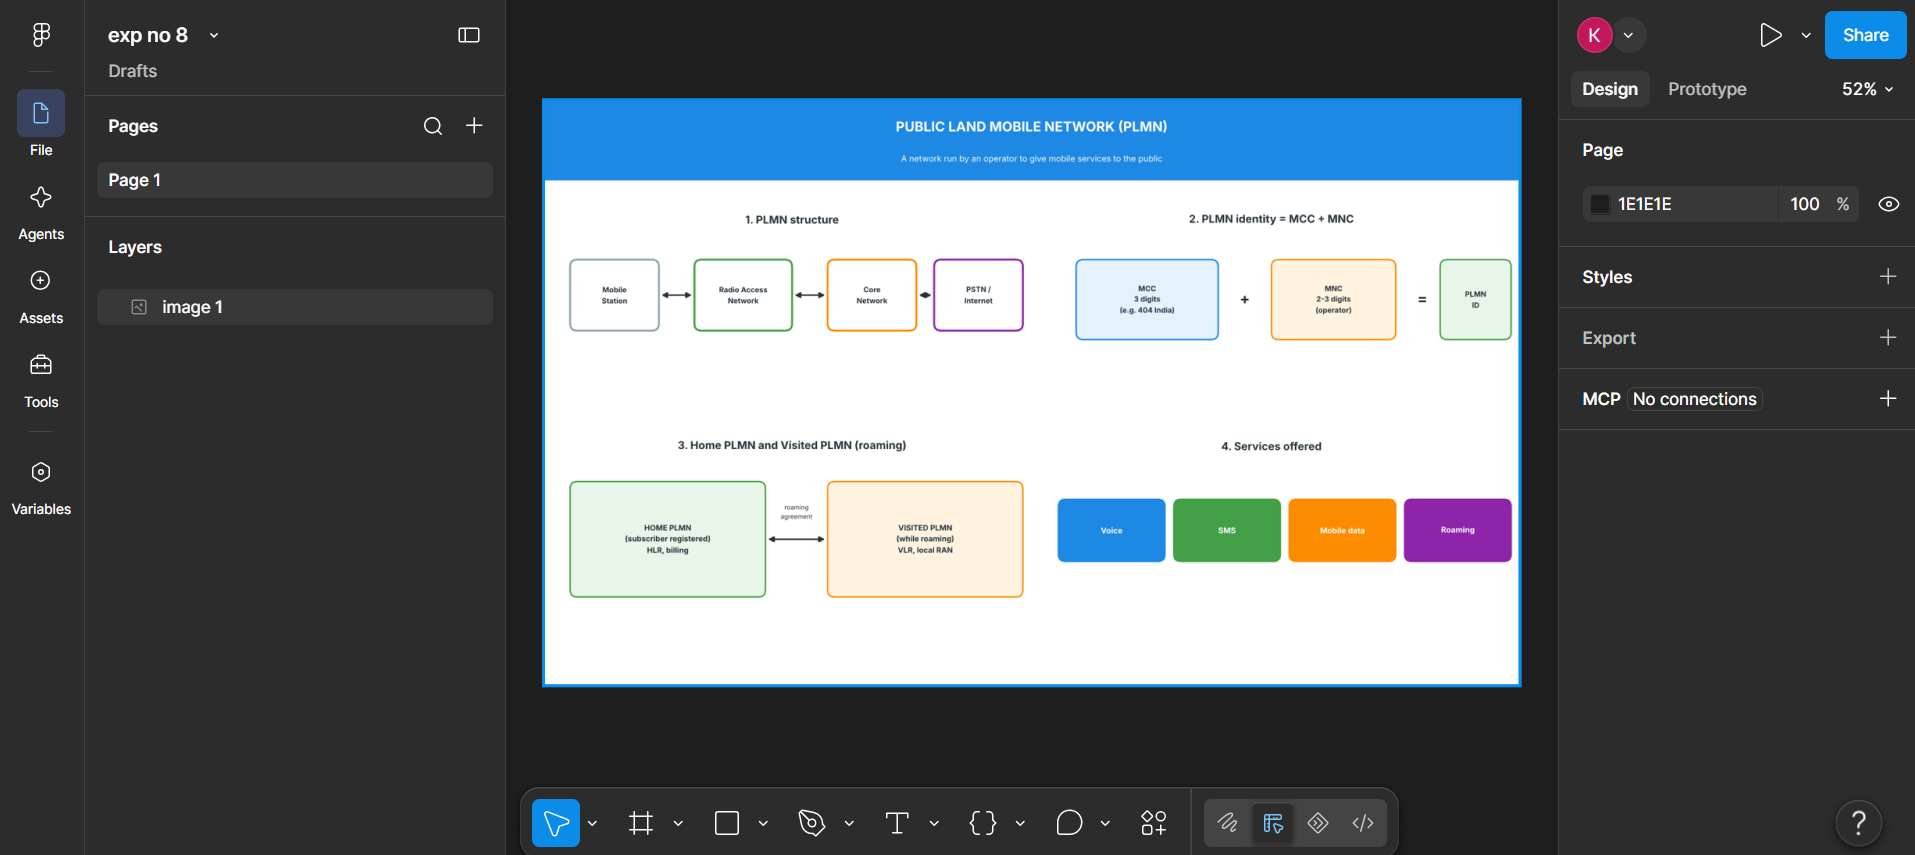 exp no 8
Drafts
File
Agents
Assets
Tools
Variables
Pages
Page 1
Layers
image 1
PUBLIC LAND MOBILE NETWORK (PLMN)
A network run by an operator to give mobile services to the public
1. PLMN structure
Mobile
Station
Radio Access
Network
Core
Network
PSTN /
Internet
2. PLMN identity = MCC + MNC
MCC
3 digits
(e.g. 404 India)
+
MNC
2-3 digits
(operator)
=
PLMN
ID
3. Home PLMN and Visited PLMN (roaming)
HOME PLMN
(subscriber registered)
HLR, billing
roaming
agreement
VISITED PLMN
(while roaming)
VLR, local RAN
4. Services offered
Voice
SMS
Mobile data
Roaming
K
Share
Design
Prototype
52%
Page
1E1E1E
100
%
Styles
Export
MCP
No connections
?